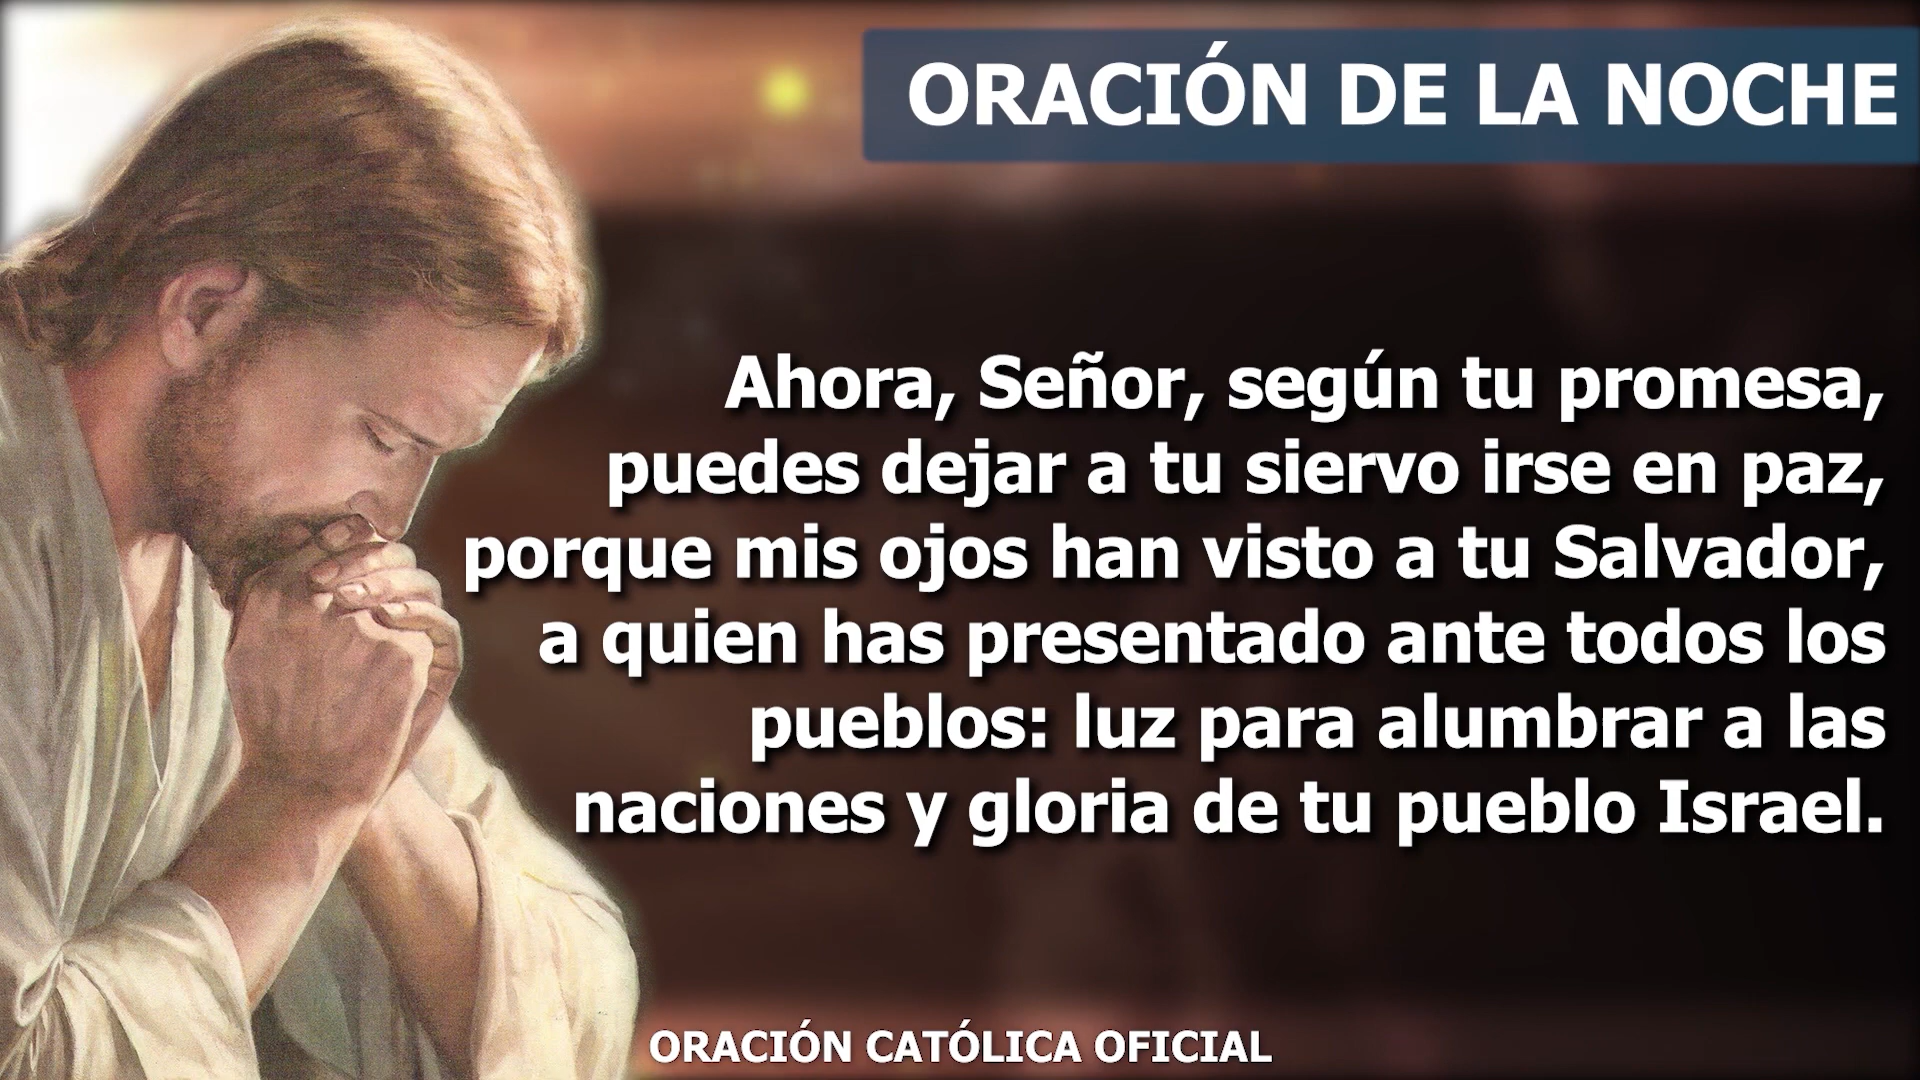 ORACIÓN DE LA NOCHE
Ahora, Señor, según tu promesa,
puedes dejar a tu siervo irse en paz,
porque mis ojos han visto a tu Salvador,
a quien has presentado ante todos los
pueblos: luz para alumbrar a las
naciones y gloria de tu pueblo Israel.
ORACIÓN CATÓLICA OFICIAL